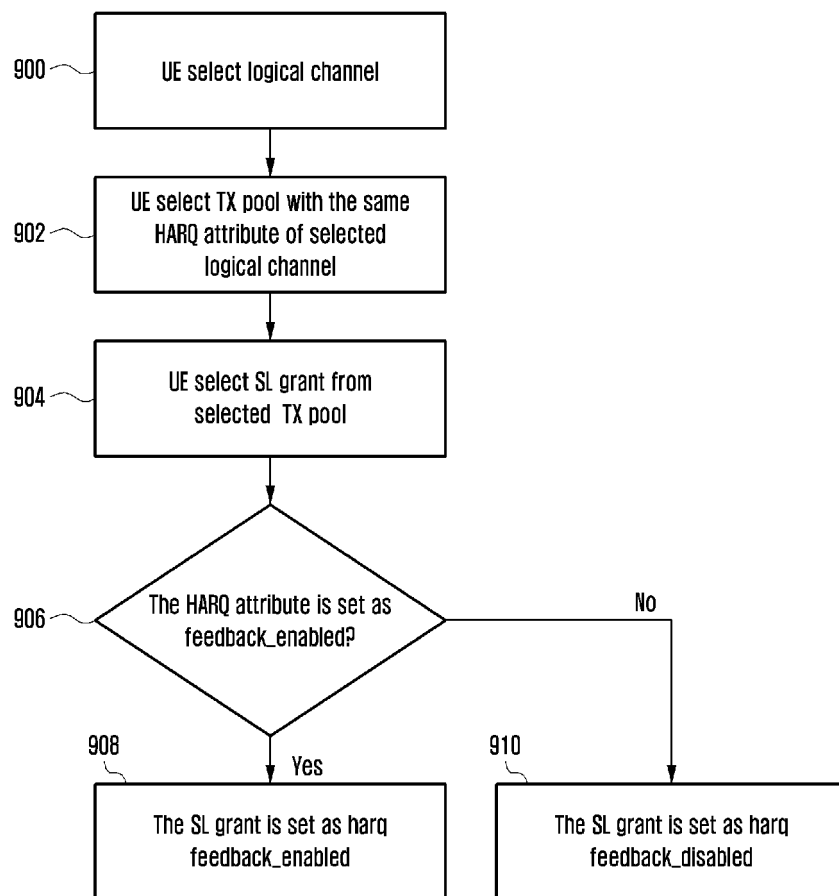 900
UE select logical channel
902
UE select TX pool with the same
HARQ attribute of selected
logical channel
904
UE select SL grant from
selected TX pool
906
The HARQ attribute is set as
feedback_enabled?
No
Yes
908
The SL grant is set as harq
feedback_enabled
910
The SL grant is set as harq
feedback_disabled